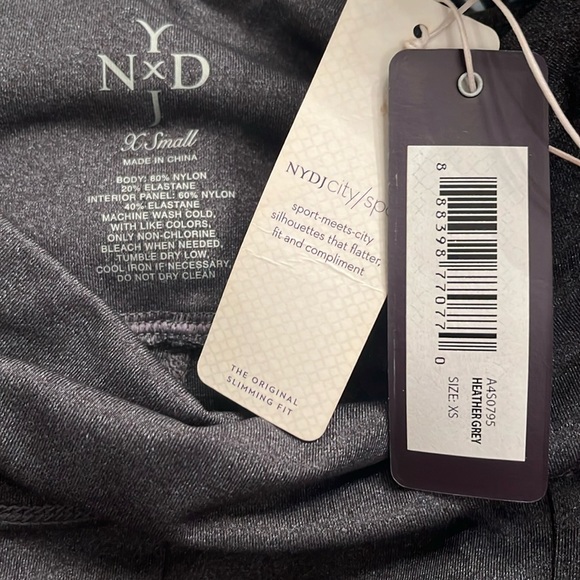 Y
N x D
J
X Small
MADE IN CHINA
BODY: 80% NYLON
20% ELASTANE
INTERIOR PANEL: 60% NYLON
40% ELASTANE
MACHINE WASH COLD,
WITH LIKE COLORS,
ONLY NON-CHLORINE
BLEACH WHEN NEEDED.
TUMBLE DRY LOW,
COOL IRON IF NECESSARY.
DO NOT DRY CLEAN
NYDJcity/spo
sport-meets-city
silhouettes that flatter,
fit and compliment
THE ORIGINAL
SLIMMING FIT
8 88398 77077 0
A4S0795
HEATHER GREY
SIZE: XS